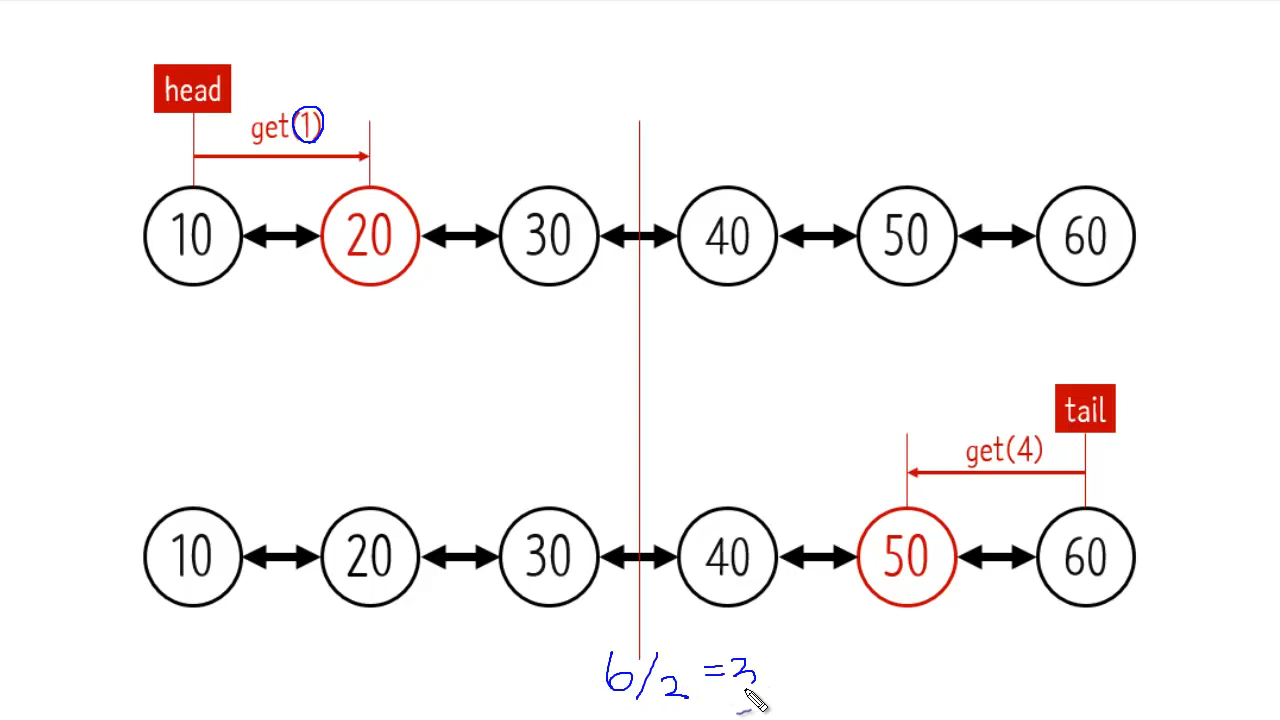 head
get(1)
10 20 30 40 50 60
tail
get(4)
10 20 30 40 50 60
6/2 = 3